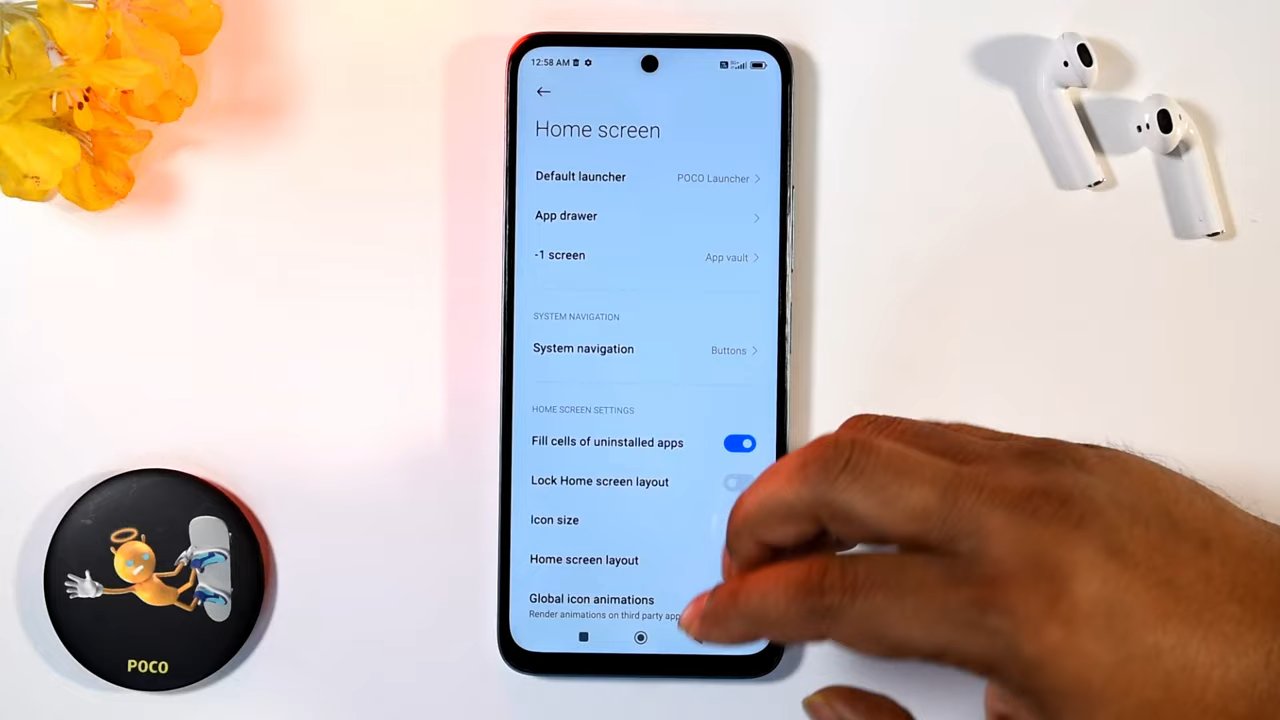 12:58 AM
Home screen
Default launcher POCO Launcher
App drawer
-1 screen App vault
SYSTEM NAVIGATION
System navigation Buttons
HOME SCREEN SETTINGS
Fill cells of uninstalled apps
Lock Home screen layout
Icon size
Home screen layout
Global icon animations
Render animations on third party app
POCO